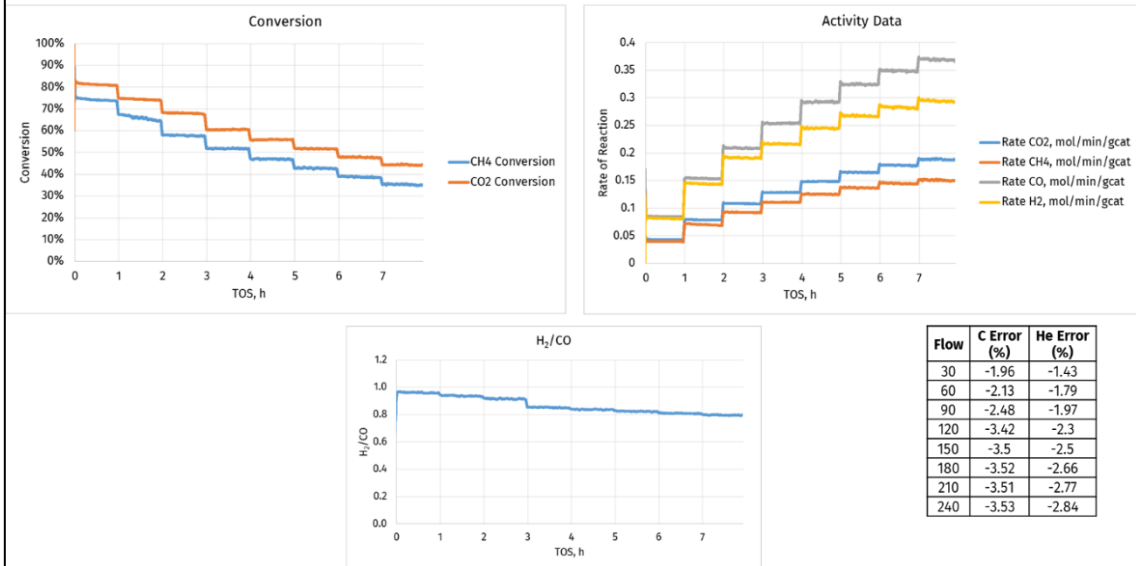 Conversion
100%
90%
80%
70%
60%
50%
40%
30%
20%
10%
0%
Conversion
0 1 2 3 4 5 6 7
TOS, h
CH4 Conversion
CO2 Conversion
Activity Data
0.4
0.35
0.3
0.25
0.2
0.15
0.1
0.05
0
Rate of Reaction
0 1 2 3 4 5 6 7
TOS, h
Rate CO2, mol/min/gcat
Rate CH4, mol/min/gcat
Rate CO, mol/min/gcat
Rate H2, mol/min/gcat
H₂/CO
1.2
1.0
0.8
0.6
0.4
0.2
0.0
H₂/CO
0 1 2 3 4 5 6 7
TOS, h
Flow C Error (%) He Error (%)
30 -1.96 -1.43
60 -2.13 -1.79
90 -2.48 -1.97
120 -3.42 -2.3
150 -3.5 -2.5
180 -3.52 -2.66
210 -3.51 -2.77
240 -3.53 -2.84